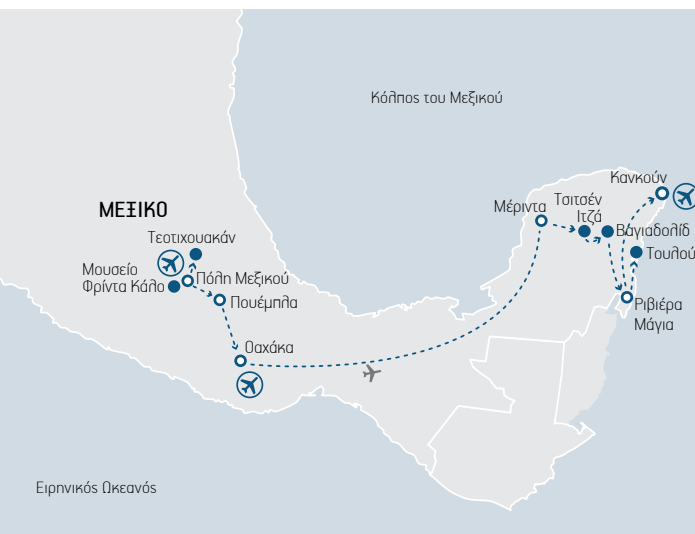 Κόλπος του Μεξικού
Κανκούν
Τσιτσέν
Ιτζά
Μέριντα
ΜΕΞΙΚΟ
Βαγιαδολίδ
Τεοτιχουακάν
Τουλούμ
Μουσείο
Φρίντα Κάλο
Πόλη Μεξικού
Πουέμπλα
Ριβιέρα
Μάγια
Οαχάκα
Ειρηνικός Ωκεανός